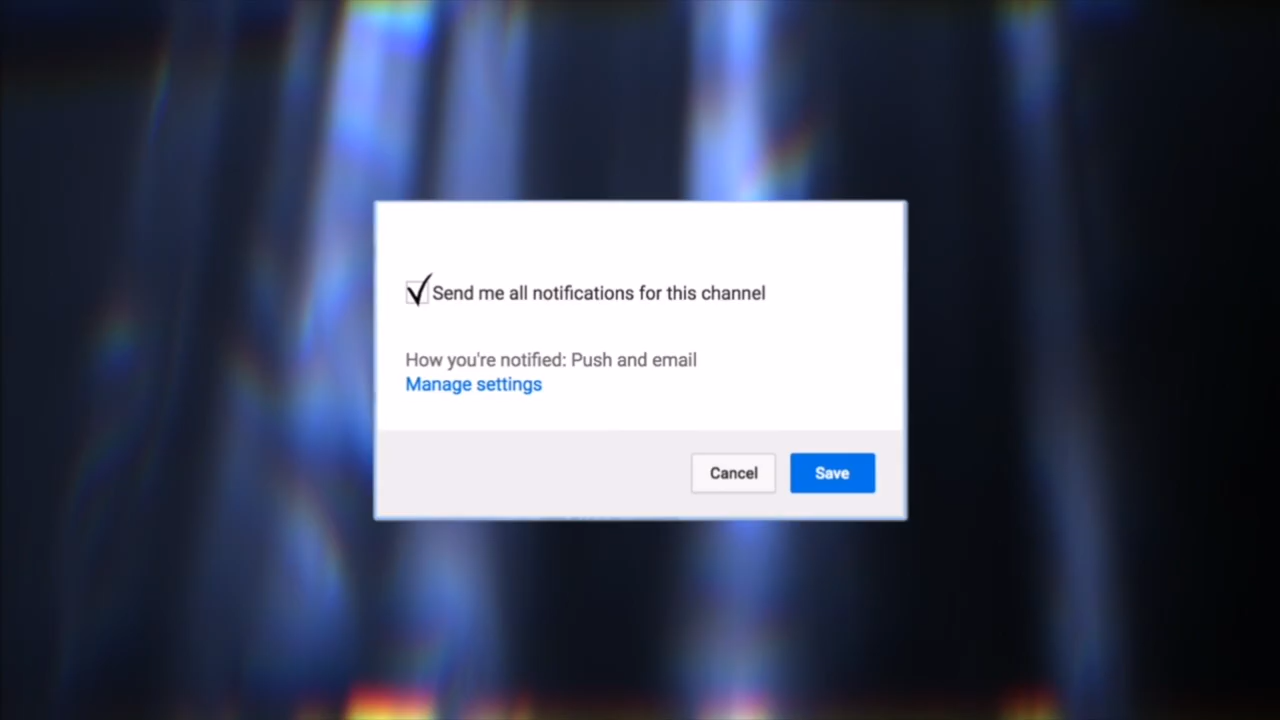 Send me all notifications for this channel
How you're notified: Push and email
Manage settings
Cancel
Save